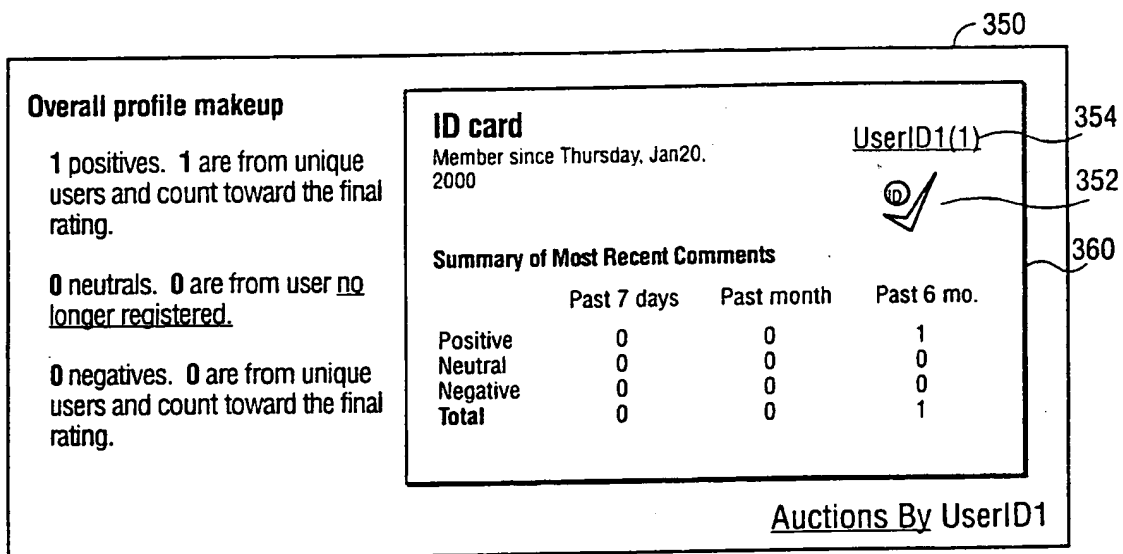 350
Overall profile makeup
1 positives. 1 are from unique
users and count toward the final
rating.
0 neutrals. 0 are from user no
longer registered.
0 negatives. 0 are from unique
users and count toward the final
rating.
ID card
Member since Thursday, Jan20.
2000
UserID1(1)
354
ID
352
360
Summary of Most Recent Comments
Past 7 days Past month Past 6 mo.
Positive 0 0 1
Neutral 0 0 0
Negative 0 0 0
Total 0 0 1
Auctions By UserID1